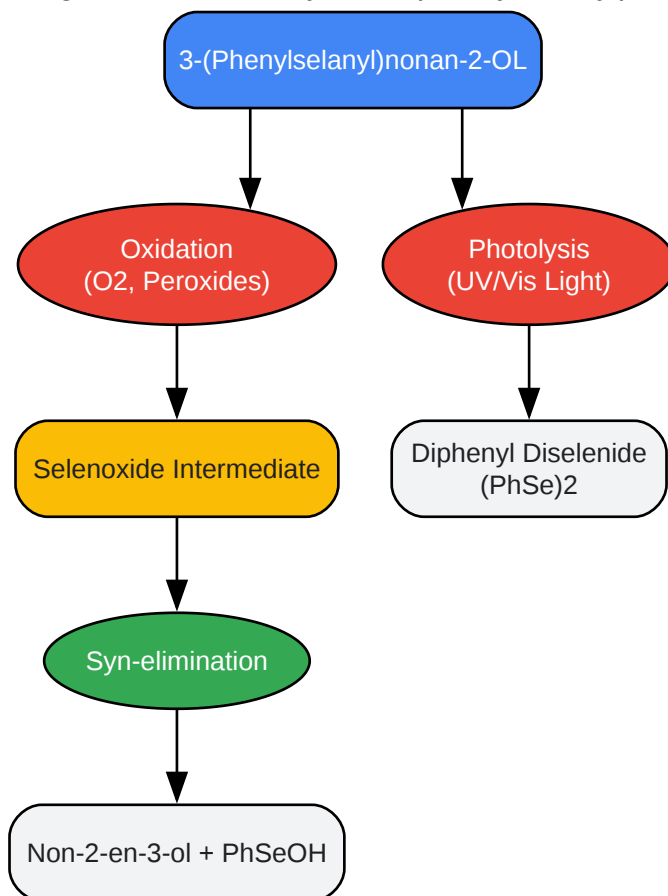 3-(Phenylselanyl)nonan-2-OL
Oxidation
(O2, Peroxides)
Photolysis
(UV/Vis Light)
Selenoxide Intermediate
Diphenyl Diselenide
(PhSe)2
Syn-elimination
Non-2-en-3-ol + PhSeOH